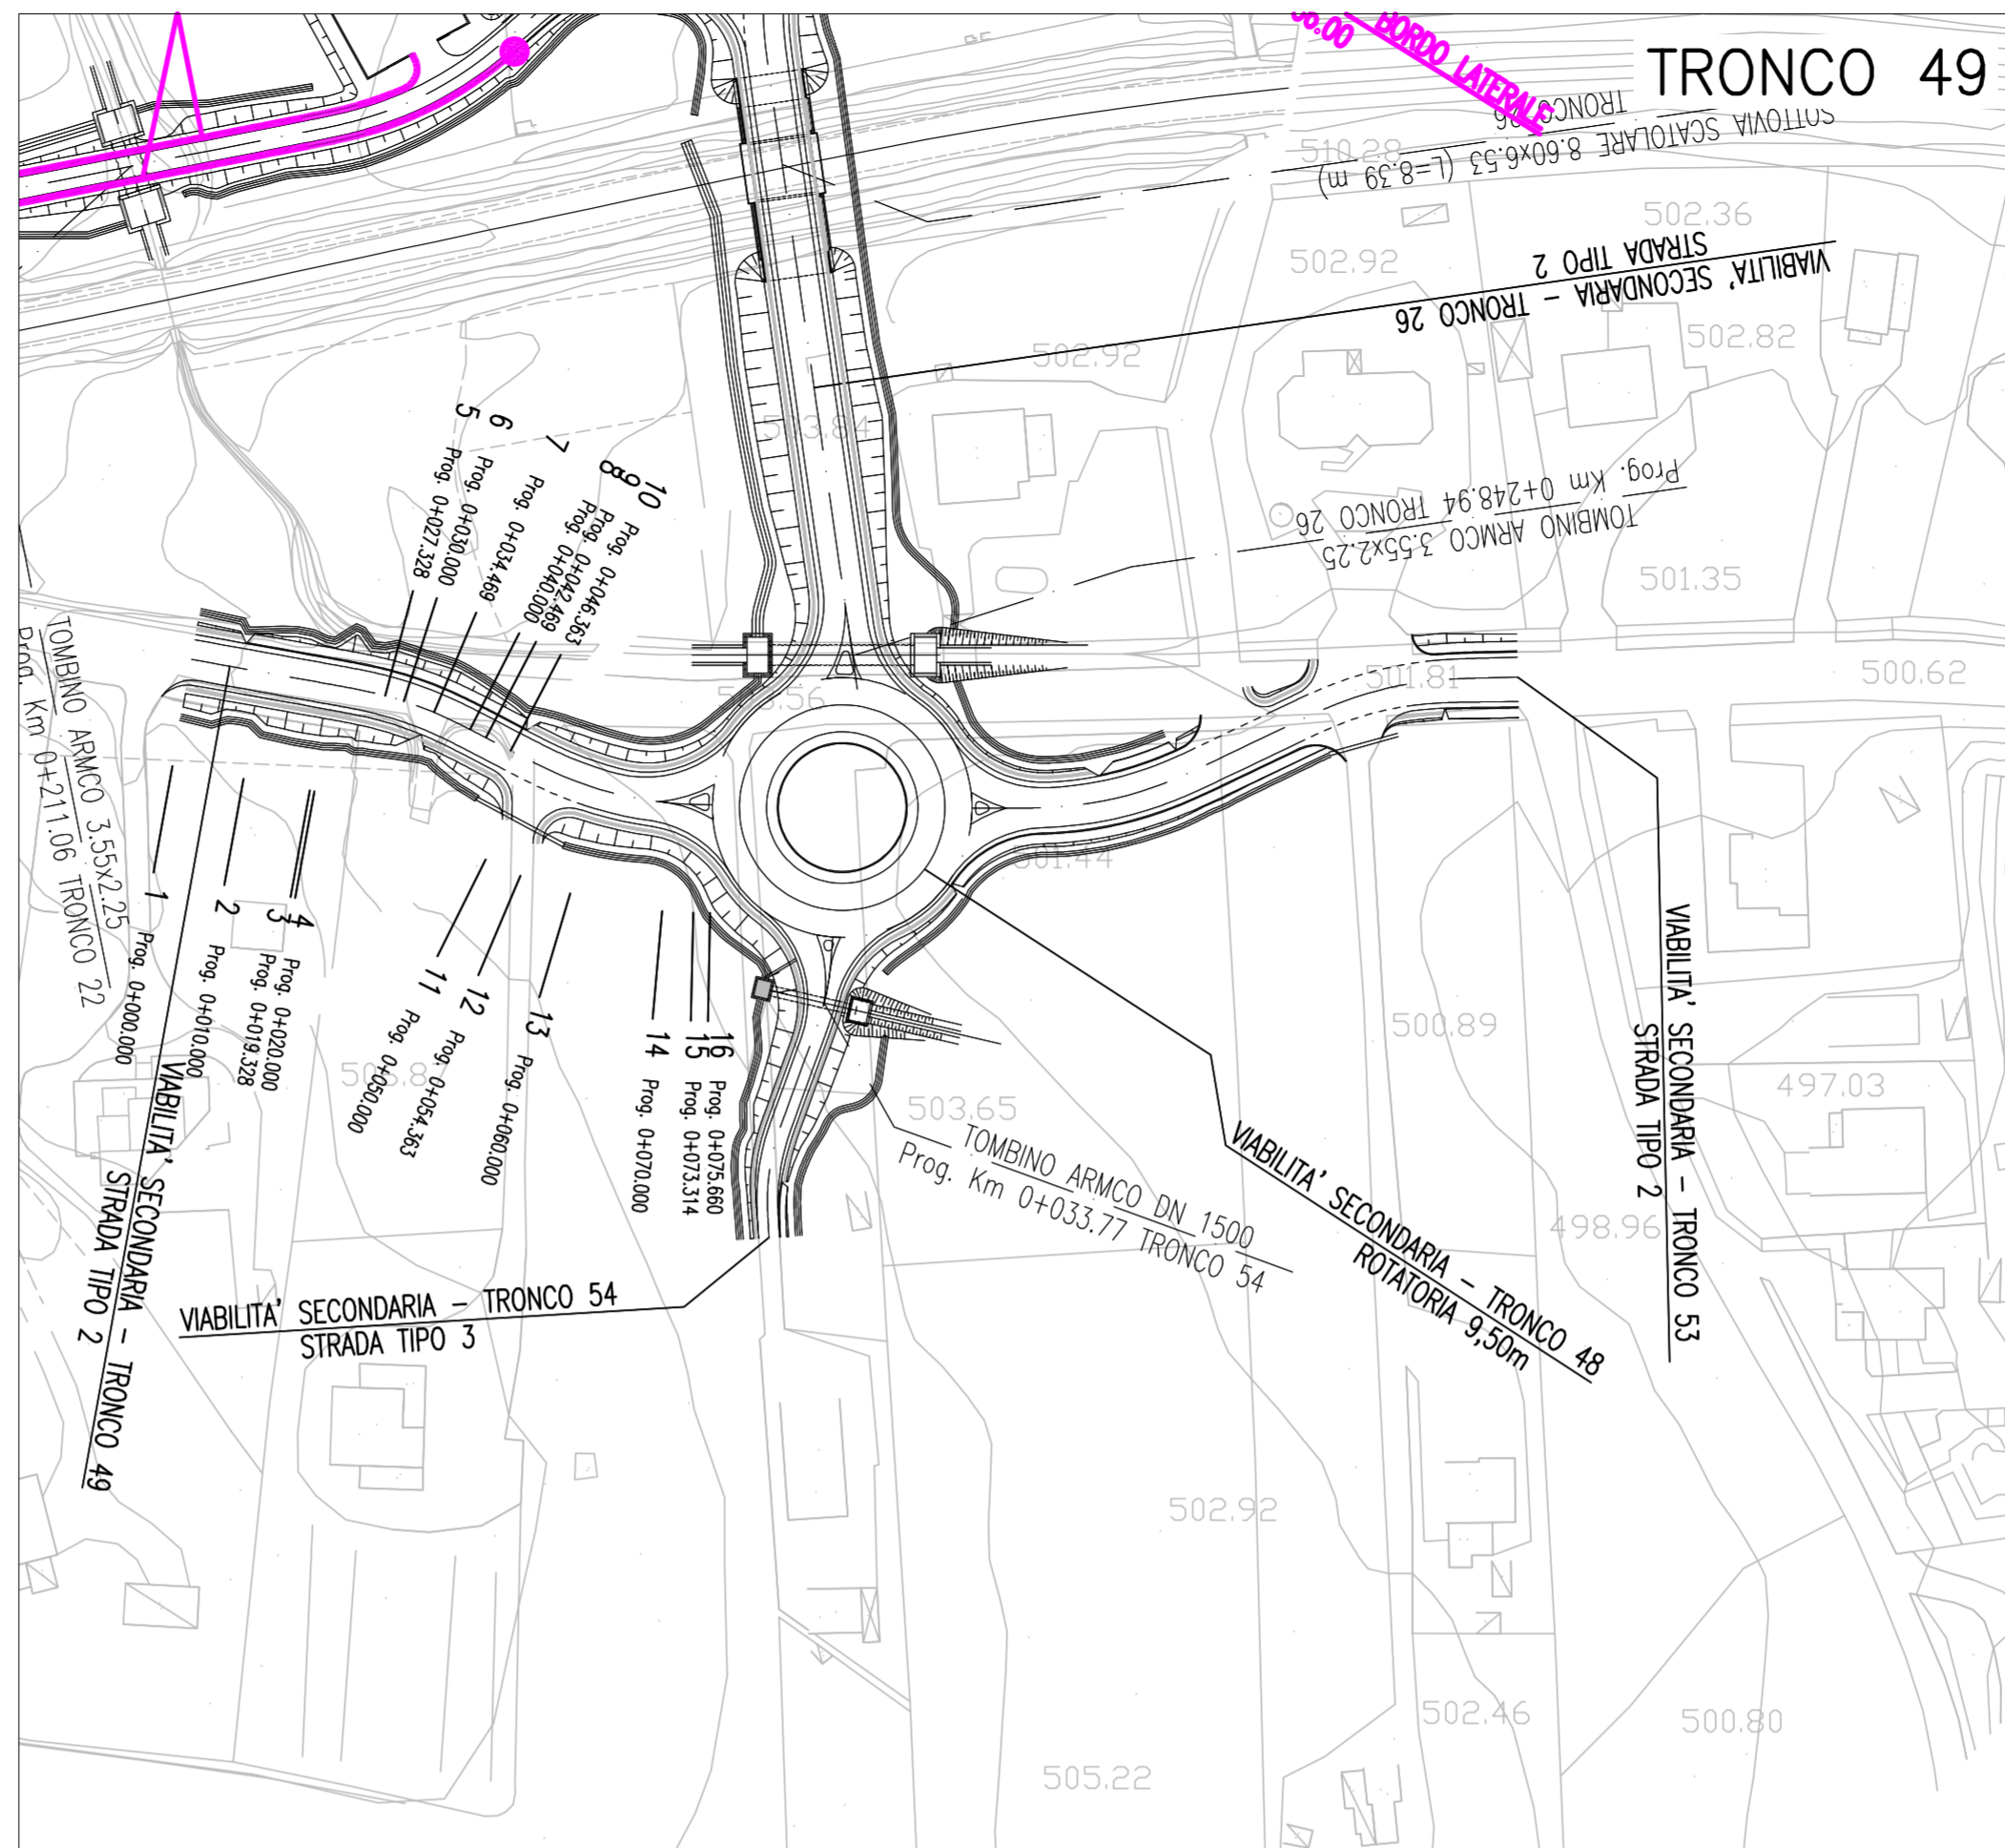 TRONCO 49
BORDO LATERALE
SOTTOVIA SCATOLARE 8.60x6.53 (L=8.39 m)
TRONCO 26
510.28
502.36
VIABILITA' SECONDARIA - TRONCO 26
STRADA TIPO 2
502.92
502.82
502.92
503.84
TOMBINO ARMCO 3.55x2.25
Prog. Km 0+248.94 TRONCO 26
501.35
500.62
501.81
5 Prog. 0+027.328
6 Prog. 0+030.000
7 Prog. 0+034.469
8 Prog. 0+040.000
9 Prog. 0+042.469
10 Prog. 0+046.363
TOMBINO ARMCO 3.55x2.25
Prog. Km 0+211.06 TRONCO 22
1 Prog. 0+000.000
2 Prog. 0+010.000
3 Prog. 0+019.328
4 Prog. 0+020.000
11 Prog. 0+050.000
12 Prog. 0+054.363
13 Prog. 0+060.000
14 Prog. 0+070.000
15 Prog. 0+073.314
16 Prog. 0+075.660
501.44
VIABILITA' SECONDARIA - TRONCO 49
STRADA TIPO 2
VIABILITA' SECONDARIA - TRONCO 54
STRADA TIPO 3
503.65
TOMBINO ARMCO DN 1500
Prog. Km 0+033.77 TRONCO 54
VIABILITA' SECONDARIA - TRONCO 48
ROTATORIA 9,50m
VIABILITA' SECONDARIA - TRONCO 53
STRADA TIPO 2
500.89
497.03
498.96
502.92
502.46
500.80
505.22